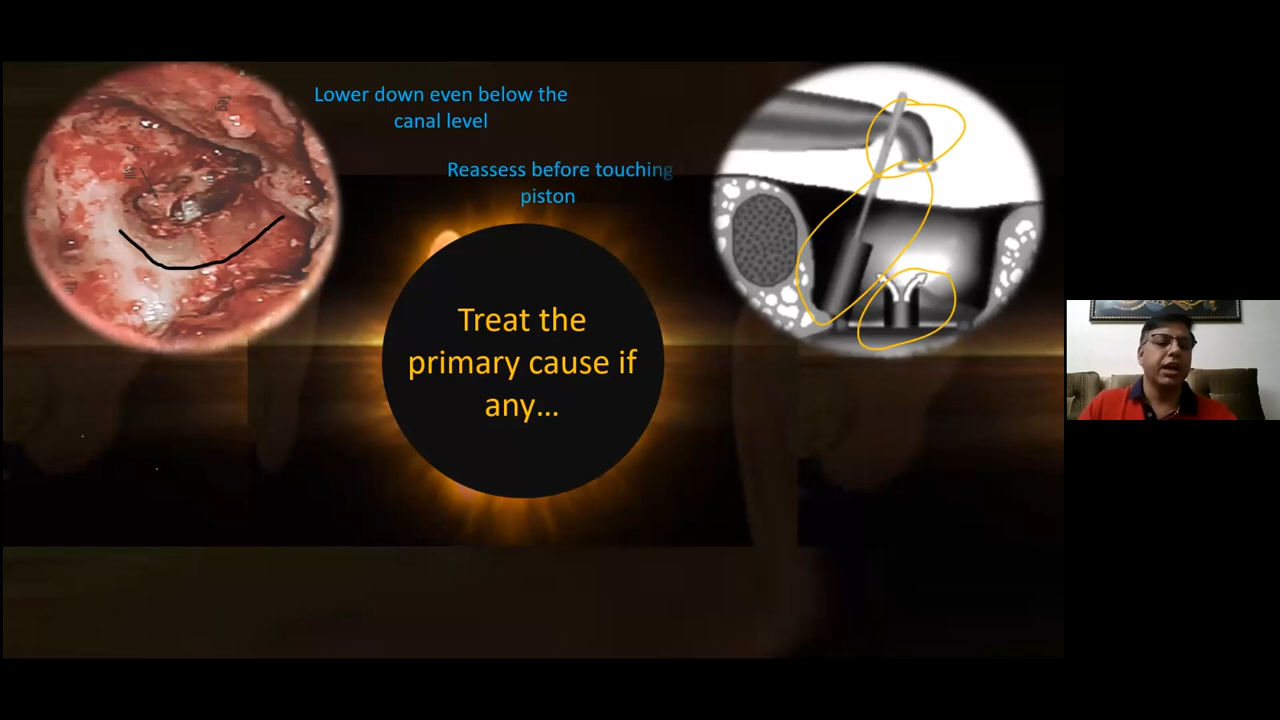 Lower down even below the
canal level
Reassess before touching
piston
Treat the
primary cause if
any...